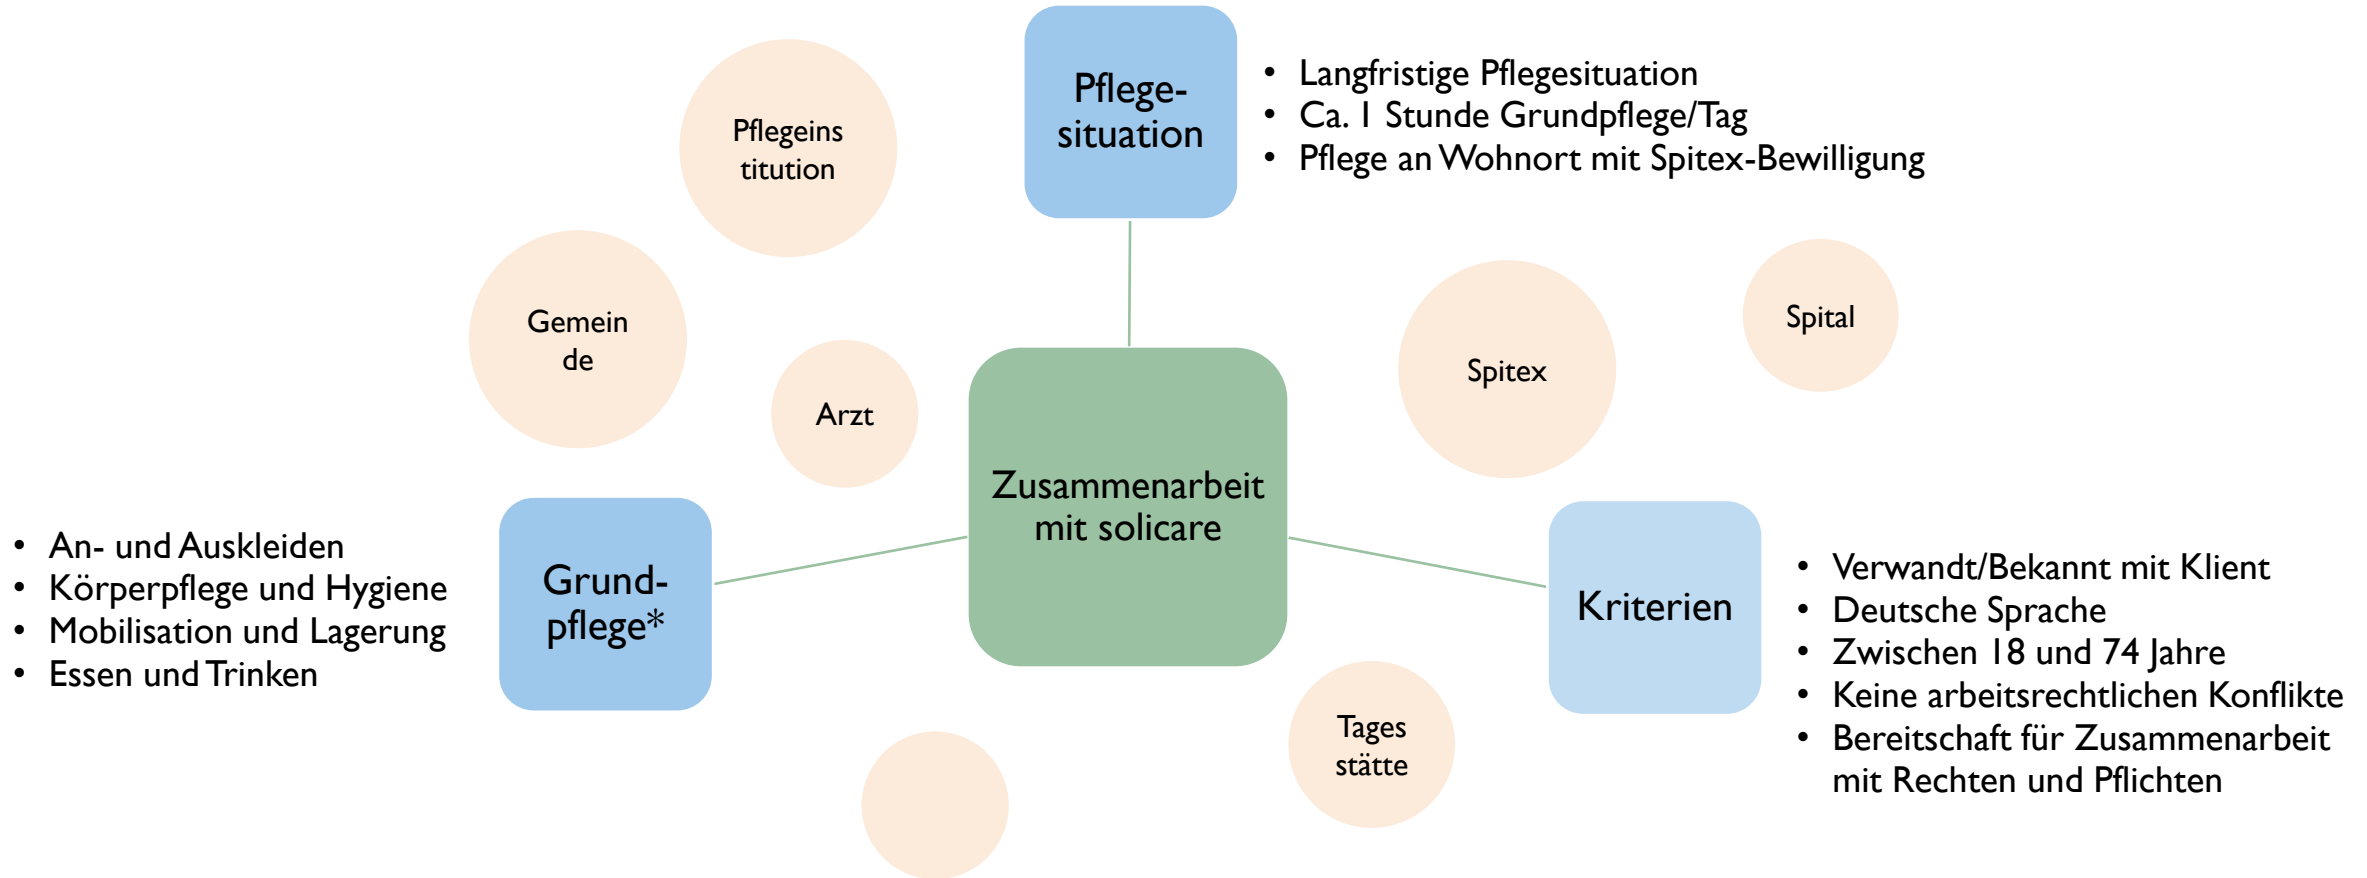 Pflege-
situation
• Langfristige Pflegesituation
• Ca. 1 Stunde Grundpflege/Tag
• Pflege an Wohnort mit Spitex-Bewilligung
Pflegeins
titution
Gemein
de
Arzt
Spitex
Spital
Zusammenarbeit
mit solicare
• An- und Auskleiden
• Körperpflege und Hygiene
• Mobilisation und Lagerung
• Essen und Trinken
Grund-
pflege*
Kriterien
• Verwandt/Bekannt mit Klient
• Deutsche Sprache
• Zwischen 18 und 74 Jahre
• Keine arbeitsrechtlichen Konflikte
• Bereitschaft für Zusammenarbeit
mit Rechten und Pflichten
Tages
stätte